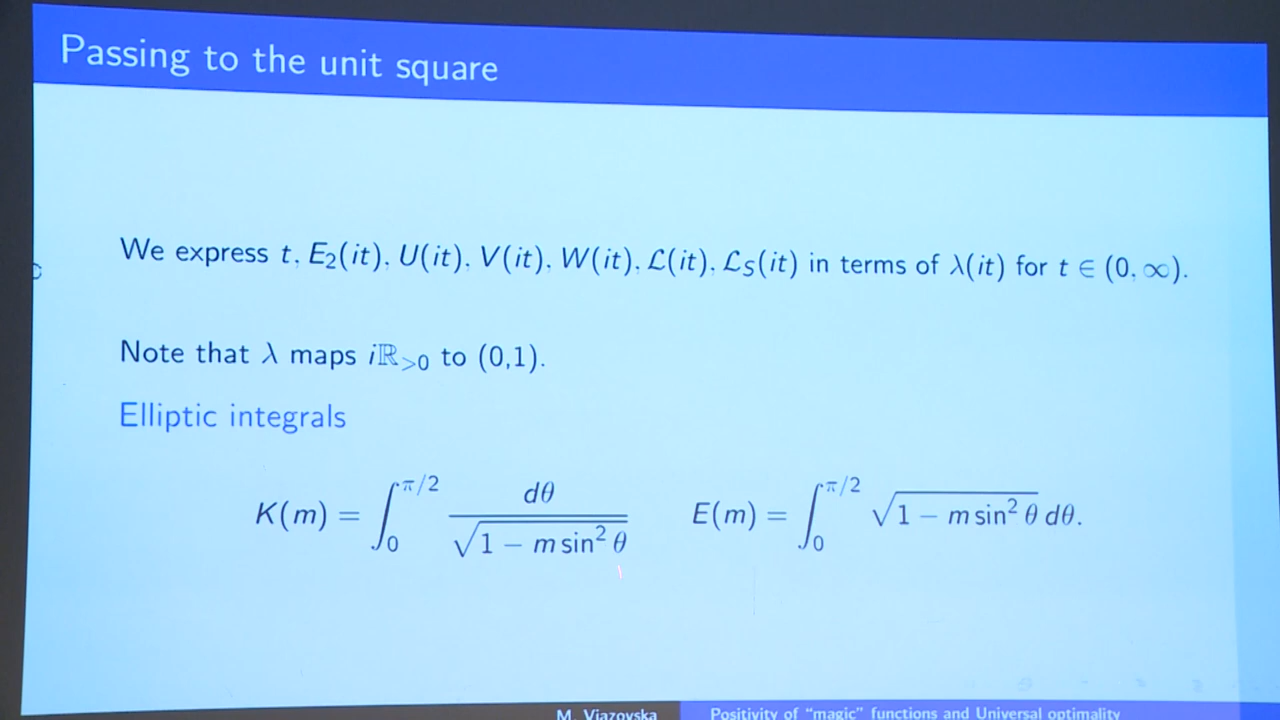 Passing to the unit square
We express t, E₂(it), U(it), V(it), W(it), ℒ(it), ℒ_S(it) in terms of λ(it) for t ∈ (0, ∞).
Note that λ maps iℝ_{>0} to (0,1).
Elliptic integrals
K(m) = ∫_0^{π/2} dθ / √(1 − m sin² θ)    E(m) = ∫_0^{π/2} √(1 − m sin² θ) dθ.
M. Viazovska    Positivity of “magic” functions and Universal optimality